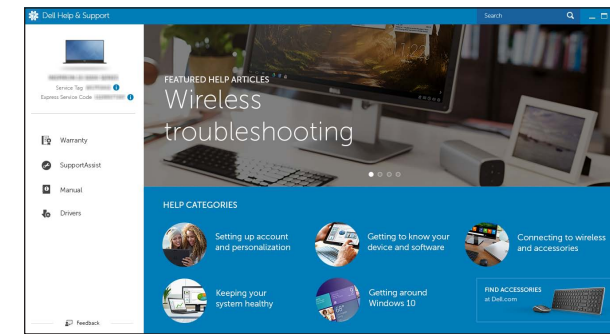 Dell Help & Support
Search
Service Tag
Express Service Code
Warranty
SupportAssist
Manual
Drivers
Feedback
FEATURED HELP ARTICLES
Wireless
troubleshooting
HELP CATEGORIES
Setting up account
and personalization
Getting to know your
device and software
Connecting to wireless
and accessories
Keeping your
system healthy
Getting around
Windows 10
FIND ACCESSORIES
at Dell.com